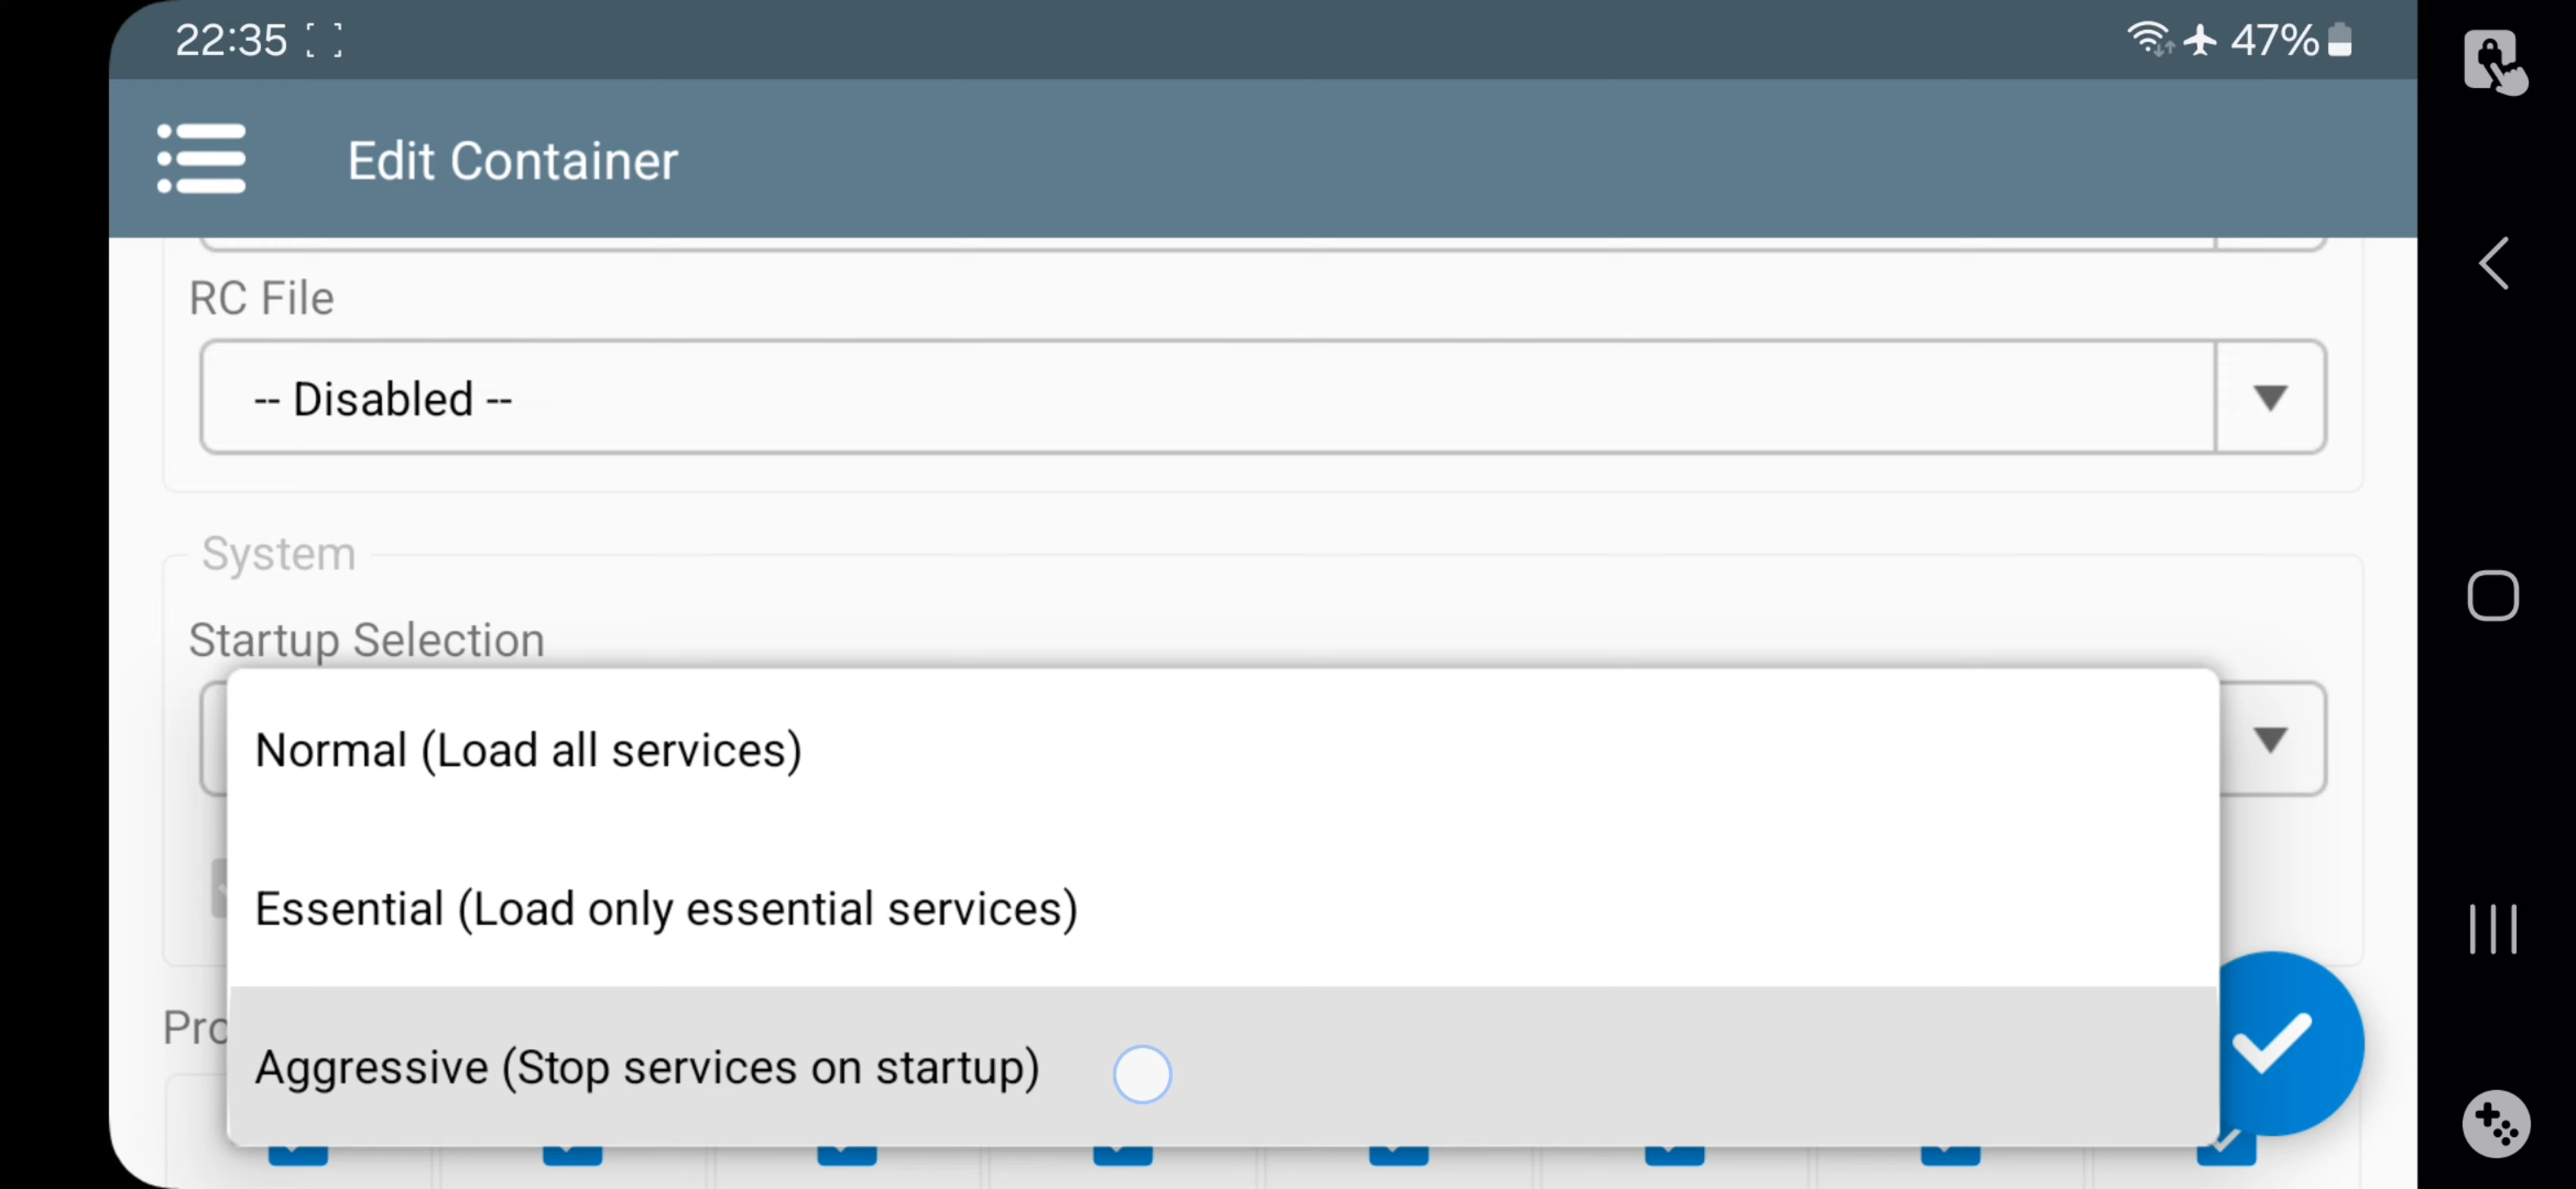 22:35
47%
Edit Container
RC File
-- Disabled --
System
Startup Selection
Normal (Load all services)
Essential (Load only essential services)
Pro
Aggressive (Stop services on startup)